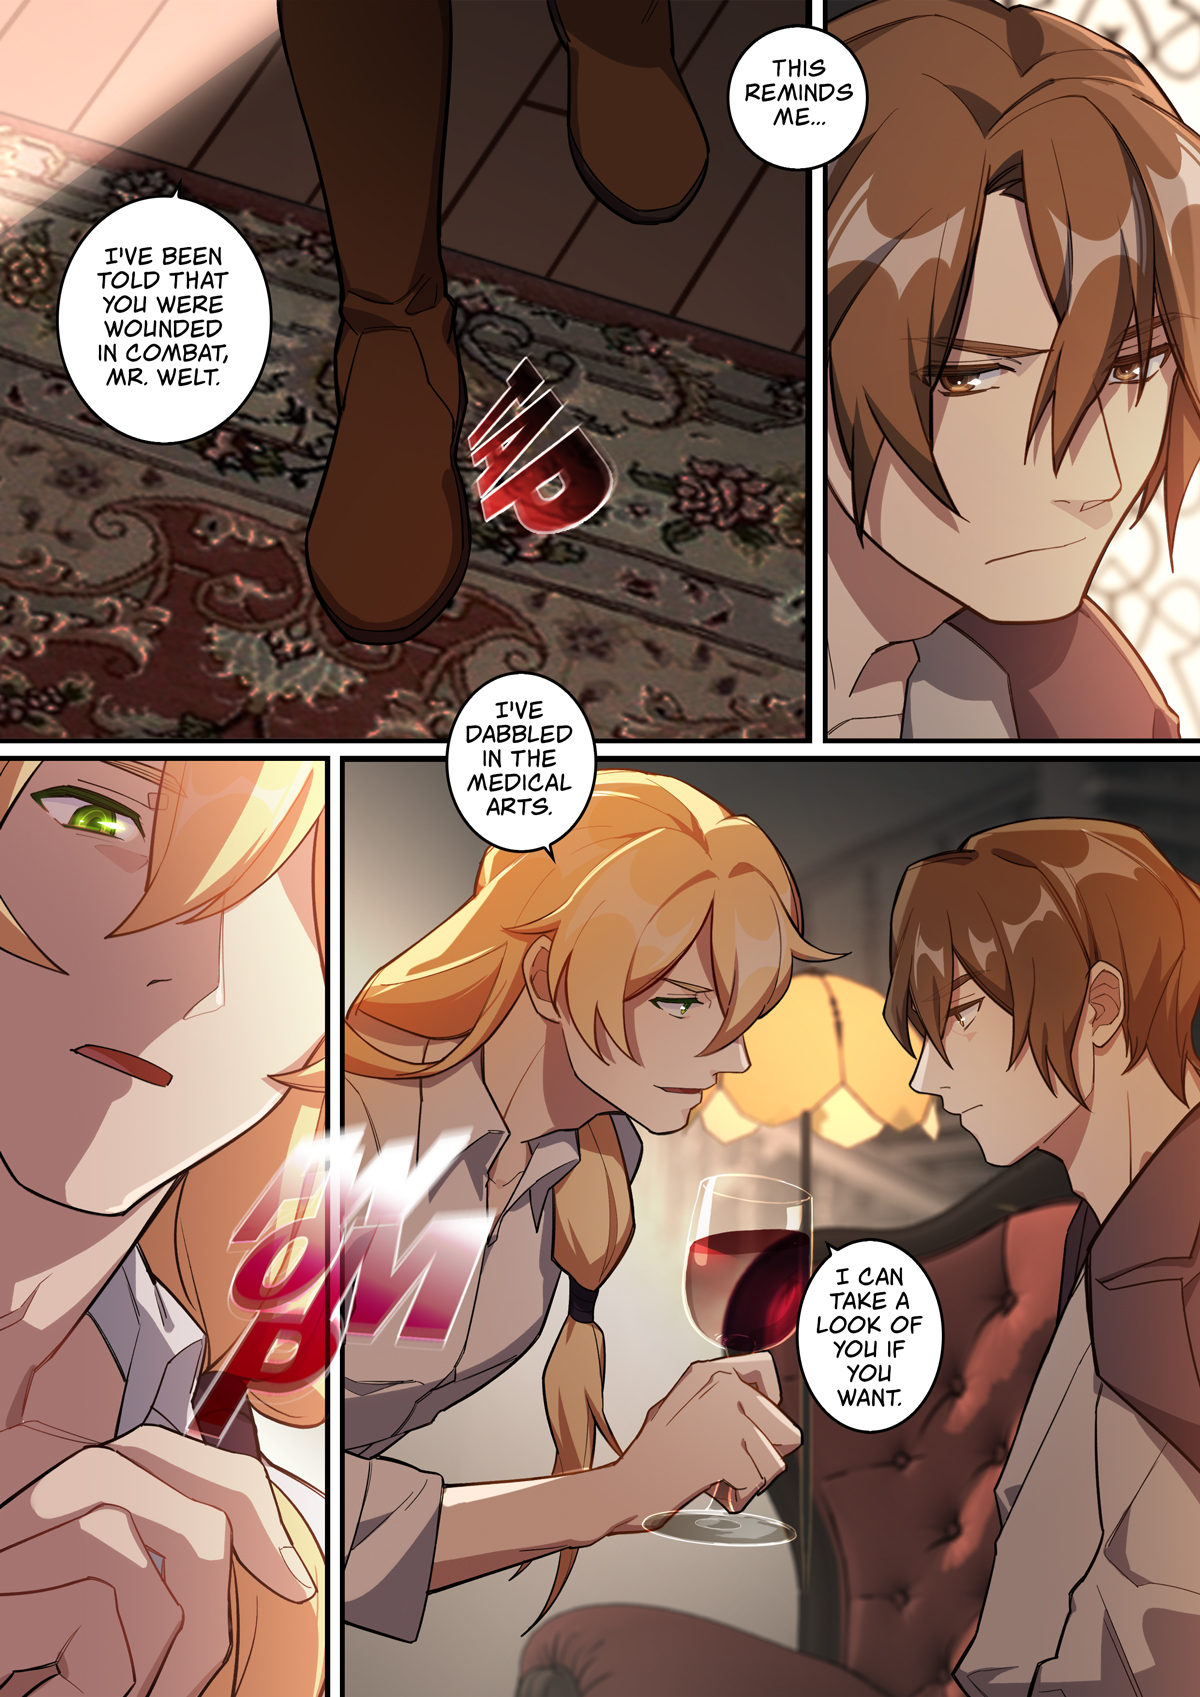 THIS
REMINDS
ME...
I'VE BEEN
TOLD THAT
YOU WERE
WOUNDED
IN COMBAT,
MR. WELT.
TAP
I'VE
DABBLED
IN THE
MEDICAL
ARTS.
WOMP
I CAN
TAKE A
LOOK OF
YOU IF
YOU
WANT.